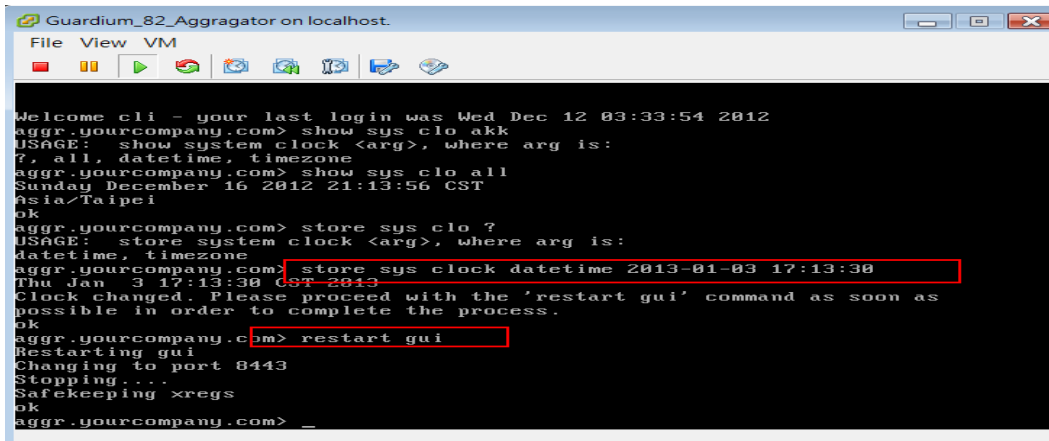 Guardium_82_Aggragator on localhost.
File View VM
Welcome cli - your last login was Wed Dec 12 03:33:54 2012
aggr.yourcompany.com> show sys clo akk
USAGE:  show system clock <arg>, where arg is:
?, all, datetime, timezone
aggr.yourcompany.com> show sys clo all
Sunday December 16 2012 21:13:56 CST
Asia/Taipei
ok
aggr.yourcompany.com> store sys clo ?
USAGE:  store system clock <arg>, where arg is:
datetime, timezone
aggr.yourcompany.com> store sys clock datetime 2013-01-03 17:13:30
Thu Jan  3 17:13:30 CST 2013
Clock changed. Please proceed with the 'restart gui' command as soon as
possible in order to complete the process.
ok
aggr.yourcompany.com> restart gui
Restarting gui
Changing to port 8443
Stopping....
Safekeeping xregs
ok
aggr.yourcompany.com> _